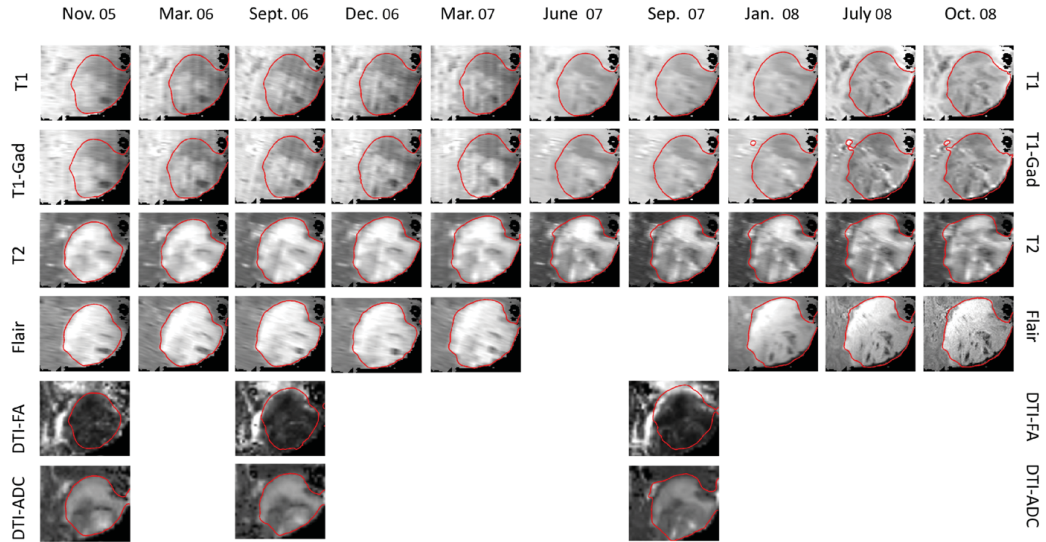 Nov. 05 Mar. 06 Sept. 06 Dec. 06 Mar. 07 June 07 Sep. 07 Jan. 08 July 08 Oct. 08
T1 T1
T1-Gad T1-Gad
T2 T2
Flair Flair
DTI-FA DTI-FA
DTI-ADC DTI-ADC